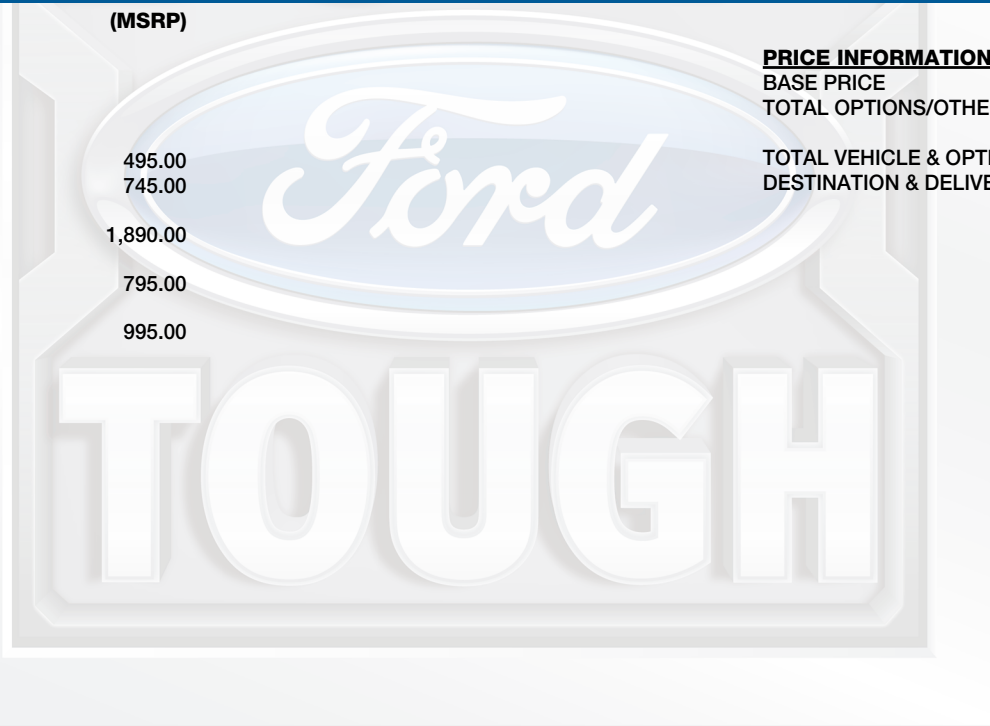 (MSRP)
495.00
745.00
1,890.00
795.00
995.00
PRICE INFORMATION
BASE PRICE
TOTAL OPTIONS/OTHE
TOTAL VEHICLE & OPTI
DESTINATION & DELIVE
Ford
TOUGH